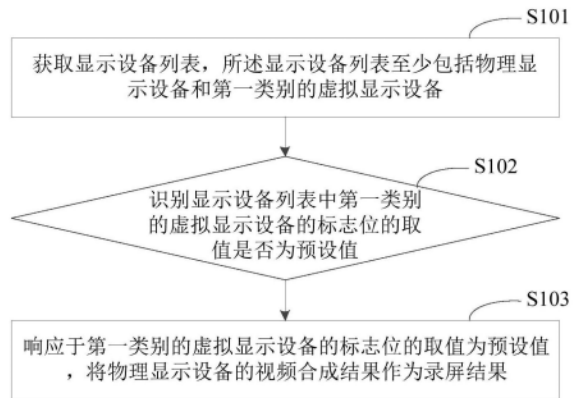 S101
获取显示设备列表，所述显示设备列表至少包括物理显
示设备和第一类别的虚拟显示设备
S102
识别显示设备列表中第一类别
的虚拟显示设备的标志位的取
值是否为预设值
S103
响应于第一类别的虚拟显示设备的标志位的取值为预设值
，将物理显示设备的视频合成结果作为录屏结果